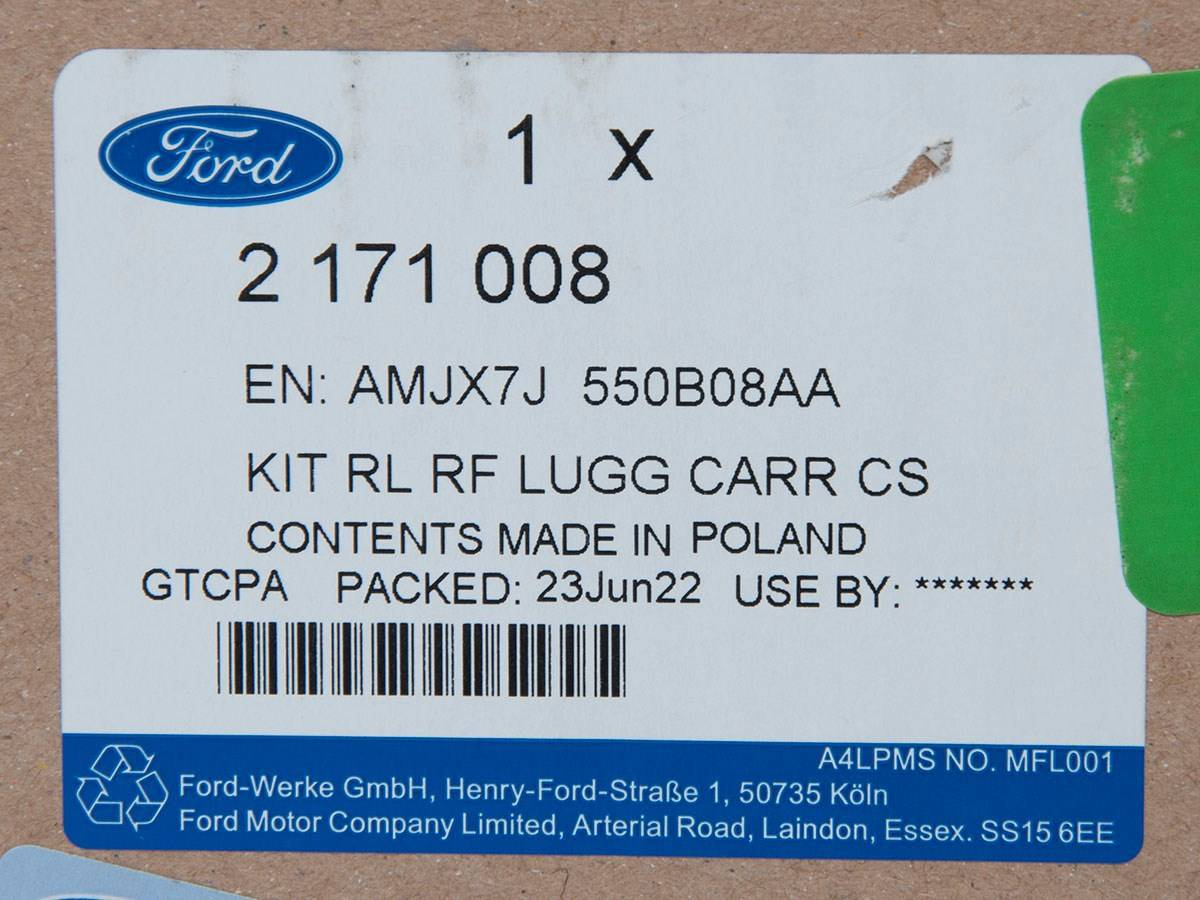 Ford
1 x
2 171 008
EN: AMJX7J 550B08AA
KIT RL RF LUGG CARR CS
CONTENTS MADE IN POLAND
GTCPA PACKED: 23Jun22 USE BY: *******
A4LPMS NO. MFL001
Ford-Werke GmbH, Henry-Ford-Straße 1, 50735 Köln
Ford Motor Company Limited, Arterial Road, Laindon, Essex. SS15 6EE